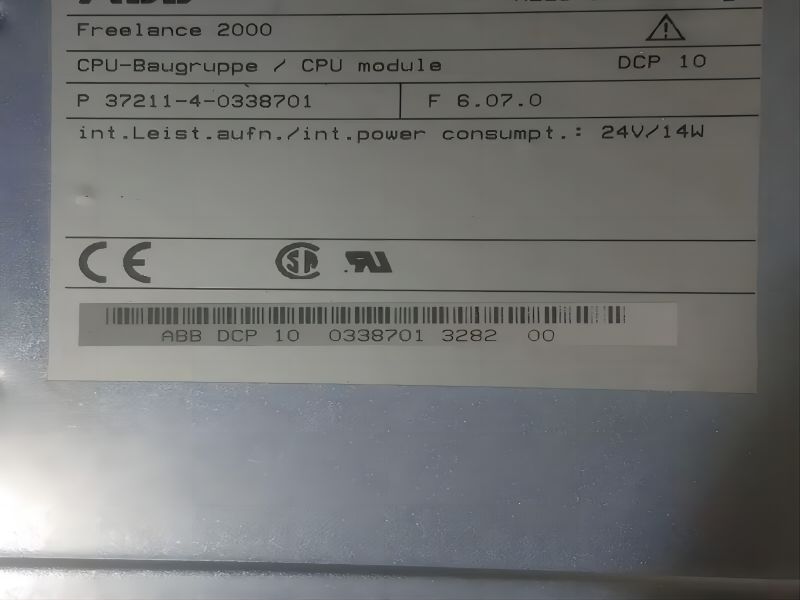 Freelance 2000
CPU-Baugruppe / CPU module DCP 10
P 37211-4-0338701 F 6.07.0
int.Leist.aufn./int.power consumpt.: 24V/14W
ABB DCP 10 0338701 3282 00